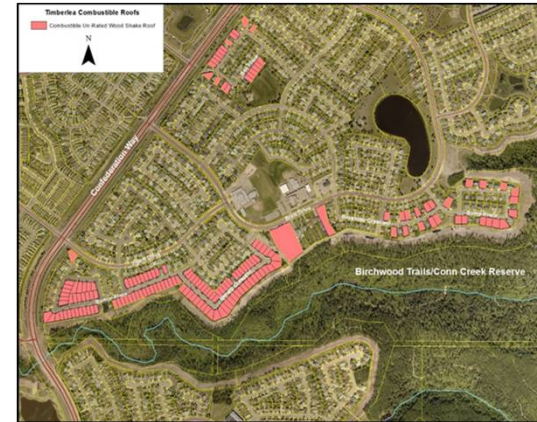 Timberlea Combustible Roofs
Combustible Un-Rated Wood Shake Roof
N
Confederation Way
Birchwood Trails/Conn Creek Reserve